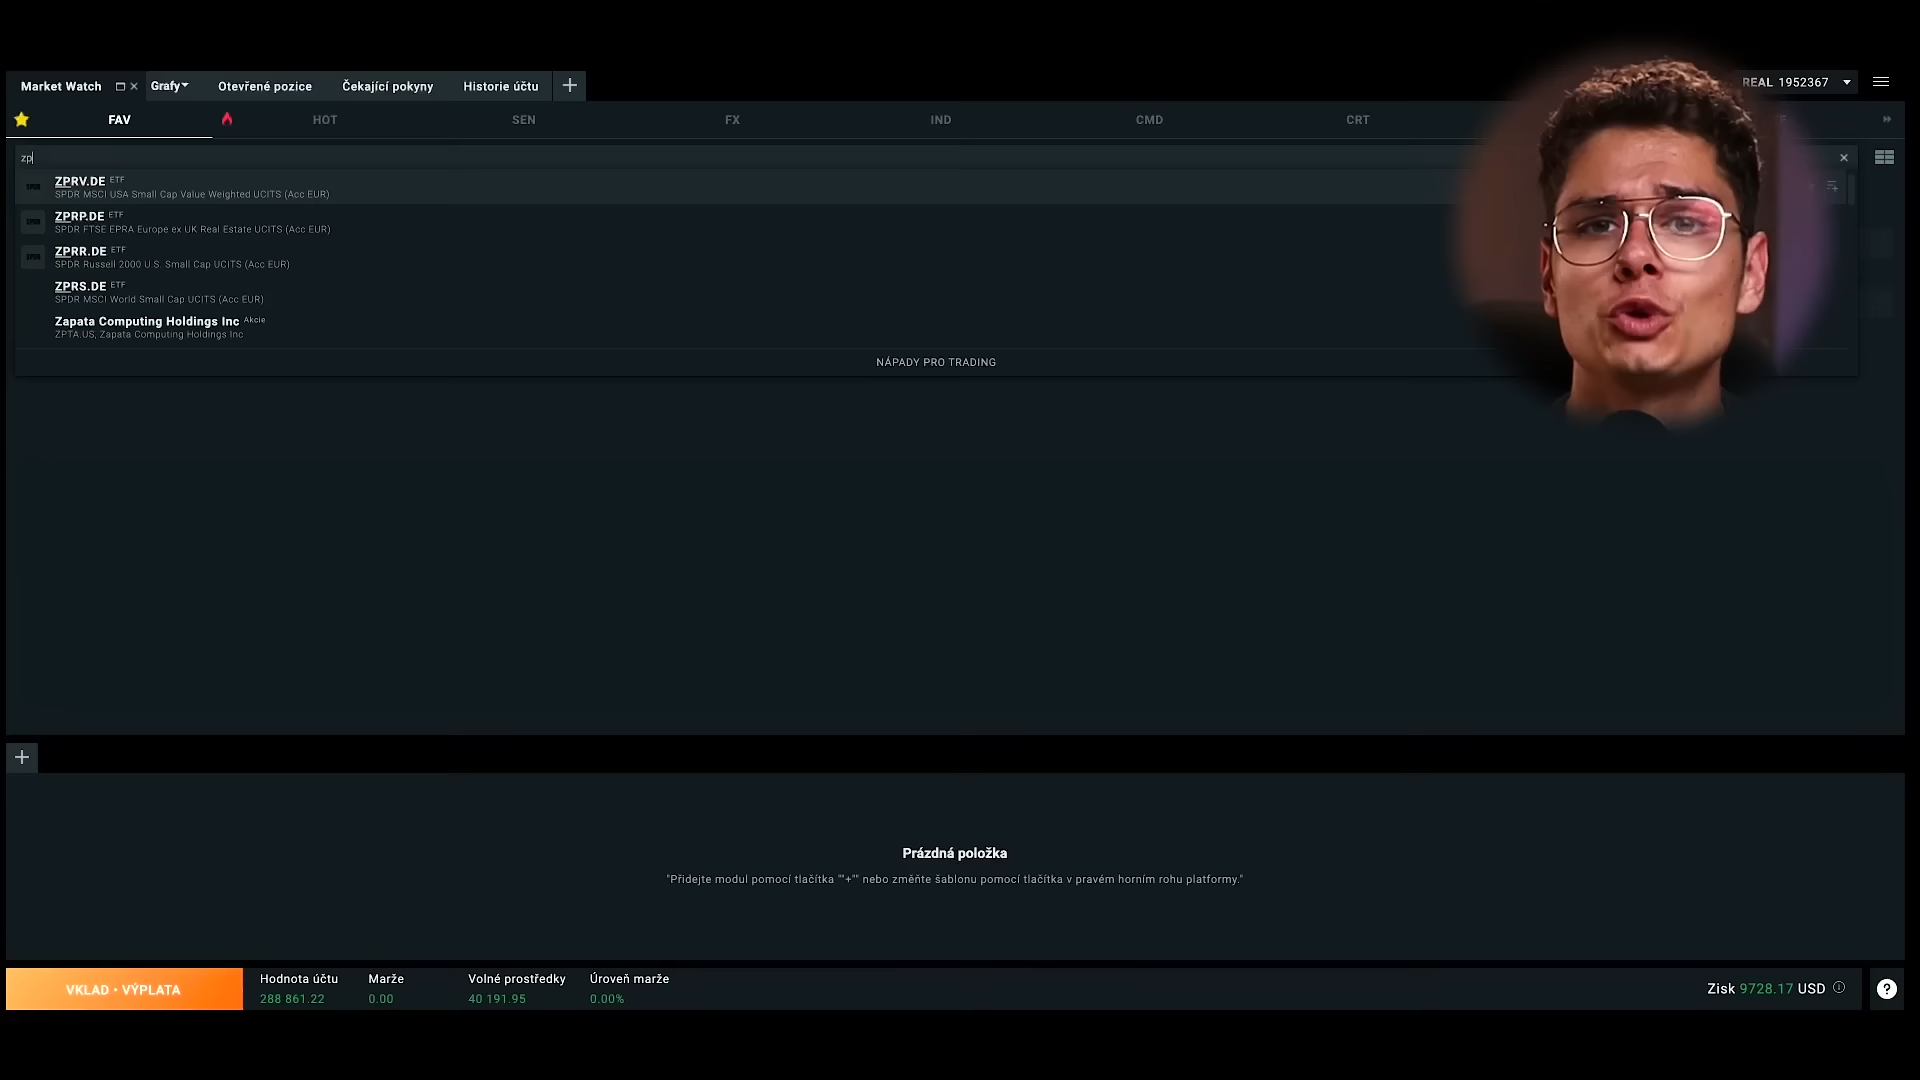 Market Watch
Grafy
Otevřené pozice
Čekající pokyny
Historie účtu
REAL 1952367
FAV
HOT
SEN
FX
IND
CMD
CRT
zp
ZPRV.DE ETF
SPDR MSCI USA Small Cap Value Weighted UCITS (Acc EUR)
ZPRP.DE ETF
SPDR FTSE EPRA Europe ex UK Real Estate UCITS (Acc EUR)
ZPRR.DE ETF
SPDR Russell 2000 U.S. Small Cap UCITS (Acc EUR)
ZPRS.DE ETF
SPDR MSCI World Small Cap UCITS (Acc EUR)
Zapata Computing Holdings Inc Akcie
ZPTA.US, Zapata Computing Holdings Inc
NÁPADY PRO TRADING
Prázdná položka
"Přidejte modul pomocí tlačítka ""+"" nebo změňte šablonu pomocí tlačítka v pravém horním rohu platformy."
VKLAD • VÝPLATA
Hodnota účtu
288 861.22
Marže
0.00
Volné prostředky
40 191.95
Úroveň marže
0.00%
Zisk 9728.17 USD